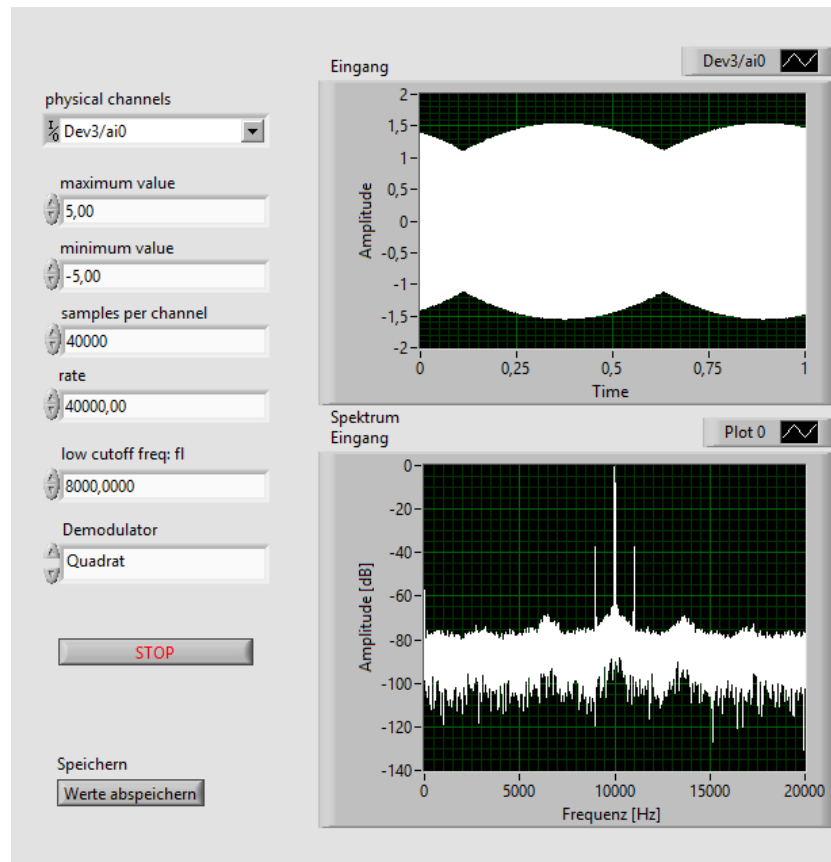 physical channels
I/O Dev3/ai0
maximum value
5,00
minimum value
-5,00
samples per channel
40000
rate
40000,00
low cutoff freq: fl
8000,0000
Demodulator
Quadrat
STOP
Speichern
Werte abspeichern
Eingang
Dev3/ai0
Amplitude
2
1,5
1
0,5
0
-0,5
-1
-1,5
-2
0 0,25 0,5 0,75 1
Time
Spektrum
Eingang
Plot 0
Amplitude [dB]
0
-20
-40
-60
-80
-100
-120
-140
0 5000 10000 15000 20000
Frequenz [Hz]